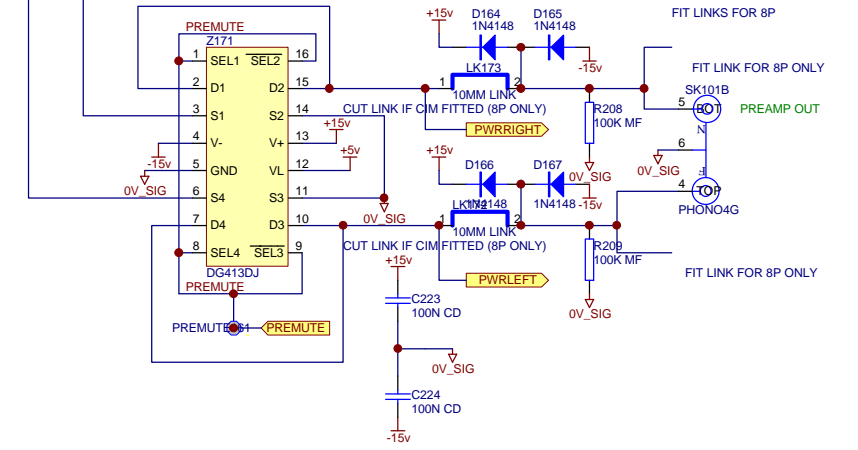 +15v
D164
1N4148
D165
1N4148
FIT LINKS FOR 8P
PREMUTE
Z171
1 SEL1 SEL2 16
-15v
LK173
FIT LINK FOR 8P ONLY
2 D1 D2 15
1 2
10MM LINK
SK101B
CUT LINK IF CIM FITTED (8P ONLY)
5 BOT PREAMP OUT
3 S1 S2 14
R208
100K MF
+15v
PWRRIGHT
4 V- V+ 13
-15v
+5v
+15v
6
5 GND VL 12
D166
1N4148
D167
1N4148
0V_SIG
0V_SIG
0V_SIG
6 S4 S3 11
-15v
4 TOP
0V_SIG
PHONO4G
7 D4 D3 10
1 2
10MM LINK
CUT LINK IF CIM FITTED (8P ONLY)
R209
100K MF
8 SEL4 SEL3 9
+15v
DG413DJ
FIT LINK FOR 8P ONLY
PREMUTE
PWRLEFT
C223
100N CD
0V_SIG
PREMUTE
0V_SIG
C224
100N CD
-15v